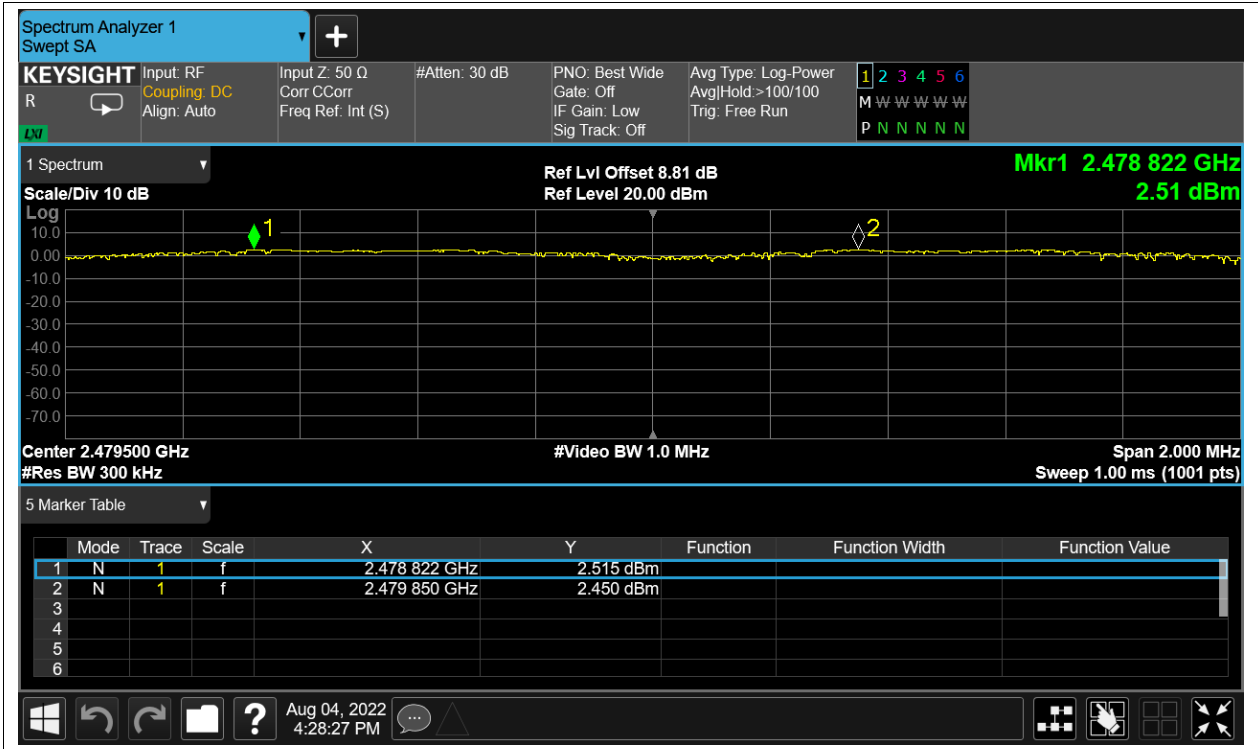 Spectrum Analyzer 1
Swept SA
KEYSIGHT
R
LXI
Input: RF
Coupling: DC
Align: Auto
Input Z: 50 Ω
Corr CCorr
Freq Ref: Int (S)
#Atten: 30 dB
PNO: Best Wide
Gate: Off
IF Gain: Low
Sig Track: Off
Avg Type: Log-Power
Avg|Hold:>100/100
Trig: Free Run
1 2 3 4 5 6
M W W W W W
P N N N N N
1 Spectrum
Scale/Div 10 dB
Ref Lvl Offset 8.81 dB
Ref Level 20.00 dBm
Mkr1 2.478 822 GHz
2.51 dBm
Log
10.0
0.00
-10.0
-20.0
-30.0
-40.0
-50.0
-60.0
-70.0
1
2
Center 2.479500 GHz
#Res BW 300 kHz
#Video BW 1.0 MHz
Span 2.000 MHz
Sweep 1.00 ms (1001 pts)
5 Marker Table
Mode Trace Scale X Y Function Function Width Function Value
1 N 1 f 2.478 822 GHz 2.515 dBm
2 N 1 f 2.479 850 GHz 2.450 dBm
3
4
5
6
?
Aug 04, 2022
4:28:27 PM